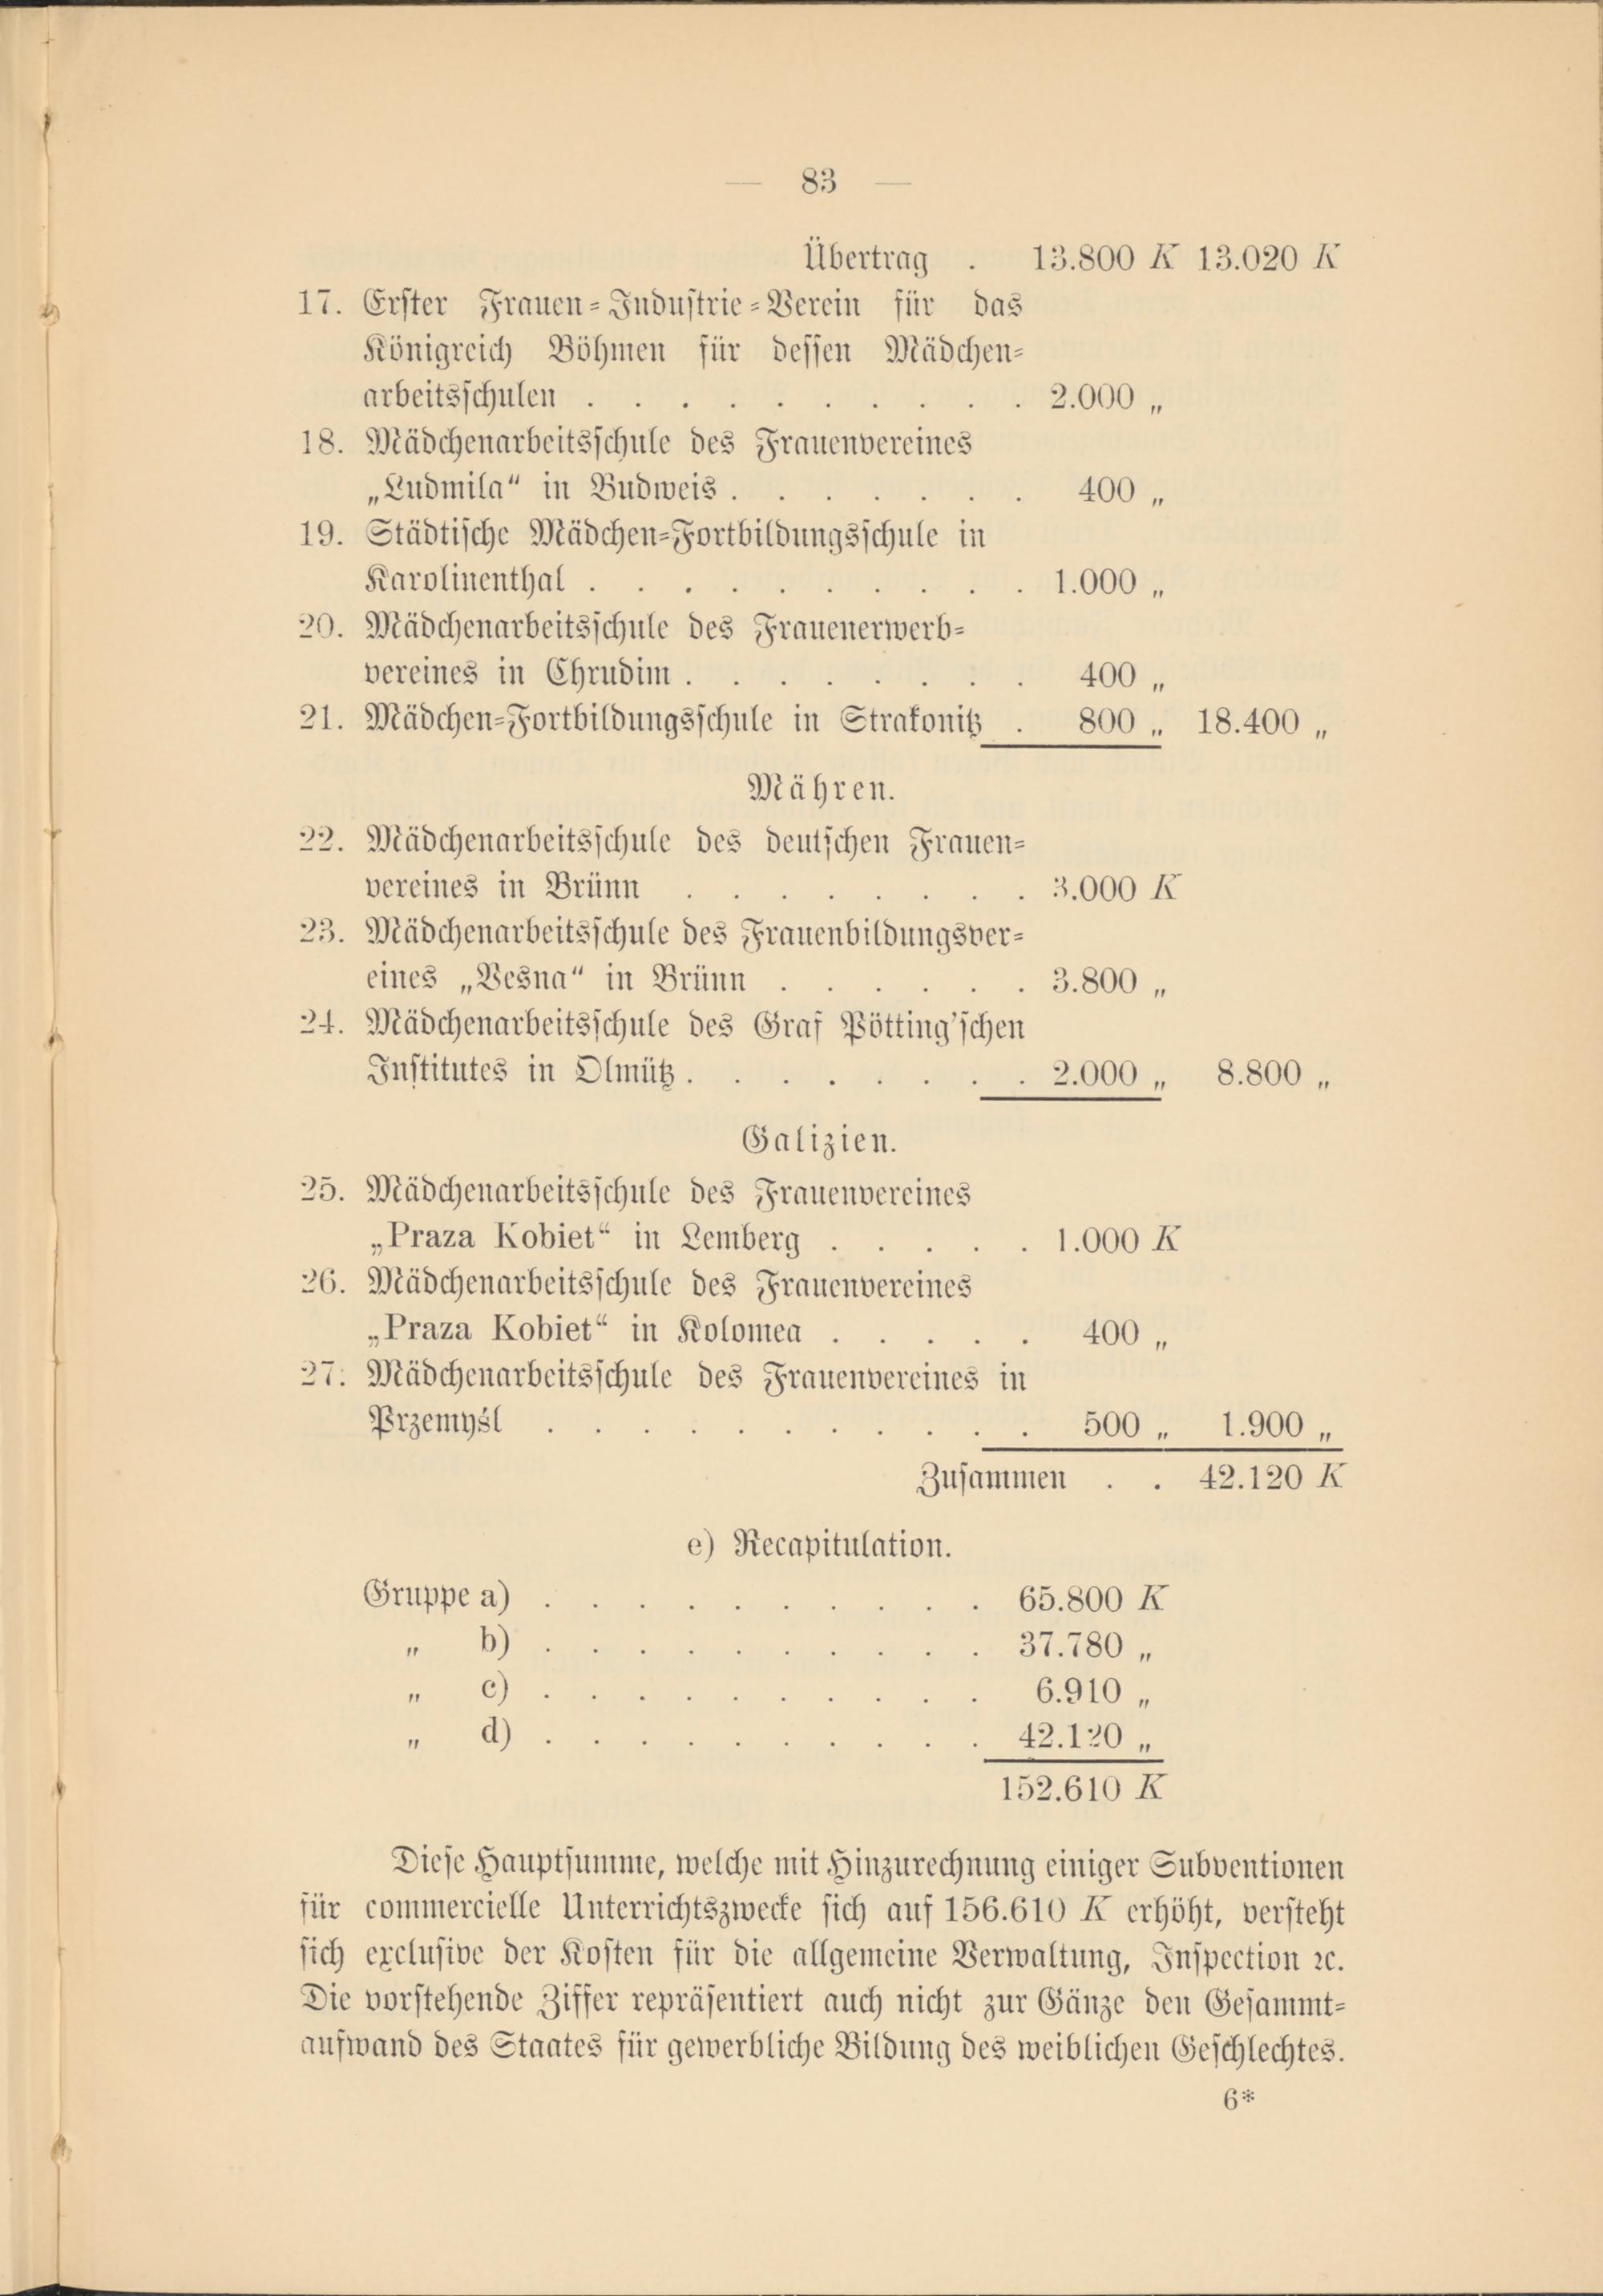 — 83 —
Übertrag . 13.800 K 13.020 K
17. Erster Frauen-Industrie-Verein für das
Königreich Böhmen für dessen Mädchen-
arbeitsschulen . . . . . . . . . . 2.000 „
18. Mädchenarbeitsschule des Frauenvereines
„Ludmila“ in Budweis . . . . . . . 400 „
19. Städtische Mädchen-Fortbildungsschule in
Karolinenthal . . . . . . . . . . 1.000 „
20. Mädchenarbeitsschule des Frauenerwerb-
vereines in Chrudim . . . . . . . . 400 „
21. Mädchen-Fortbildungsschule in Strakonitz . 800 „ 18.400 „
Mähren.
22. Mädchenarbeitsschule des deutschen Frauen-
vereines in Brünn . . . . . . . . 3.000 K
23. Mädchenarbeitsschule des Frauenbildungsver-
eines „Vesna“ in Brünn . . . . . . 3.800 „
24. Mädchenarbeitsschule des Graf Pötting’schen
Institutes in Olmütz . . . . . . . . 2.000 „ 8.800 „
Galizien.
25. Mädchenarbeitsschule des Frauenvereines
„Praza Kobiet“ in Lemberg . . . . . 1.000 K
26. Mädchenarbeitsschule des Frauenvereines
„Praza Kobiet“ in Kolomea . . . . . 400 „
27. Mädchenarbeitsschule des Frauenvereines in
Przemyśl . . . . . . . . . . . 500 „ 1.900 „
Zusammen . . 42.120 K
e) Recapitulation.
Gruppe a) . . . . . . . . . . 65.800 K
„ b) . . . . . . . . . . 37.780 „
„ c) . . . . . . . . . . 6.910 „
„ d) . . . . . . . . . . 42.120 „
152.610 K
Diese Hauptsumme, welche mit Hinzurechnung einiger Subventionen
für commercielle Unterrichtszwecke sich auf 156.610 K erhöht, versteht
sich exclusive der Kosten für die allgemeine Verwaltung, Inspection ꝛc.
Die vorstehende Ziffer repräsentiert auch nicht zur Gänze den Gesammt-
aufwand des Staates für gewerbliche Bildung des weiblichen Geschlechtes.
6*